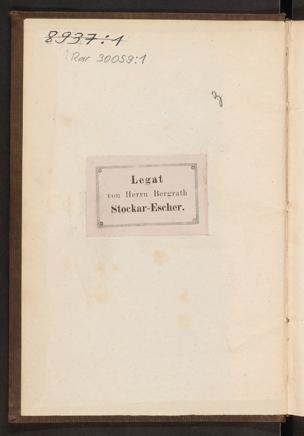 8937:1
Rar 30059:1
Legat
von Herrn Bergrath
Stockar-Escher.